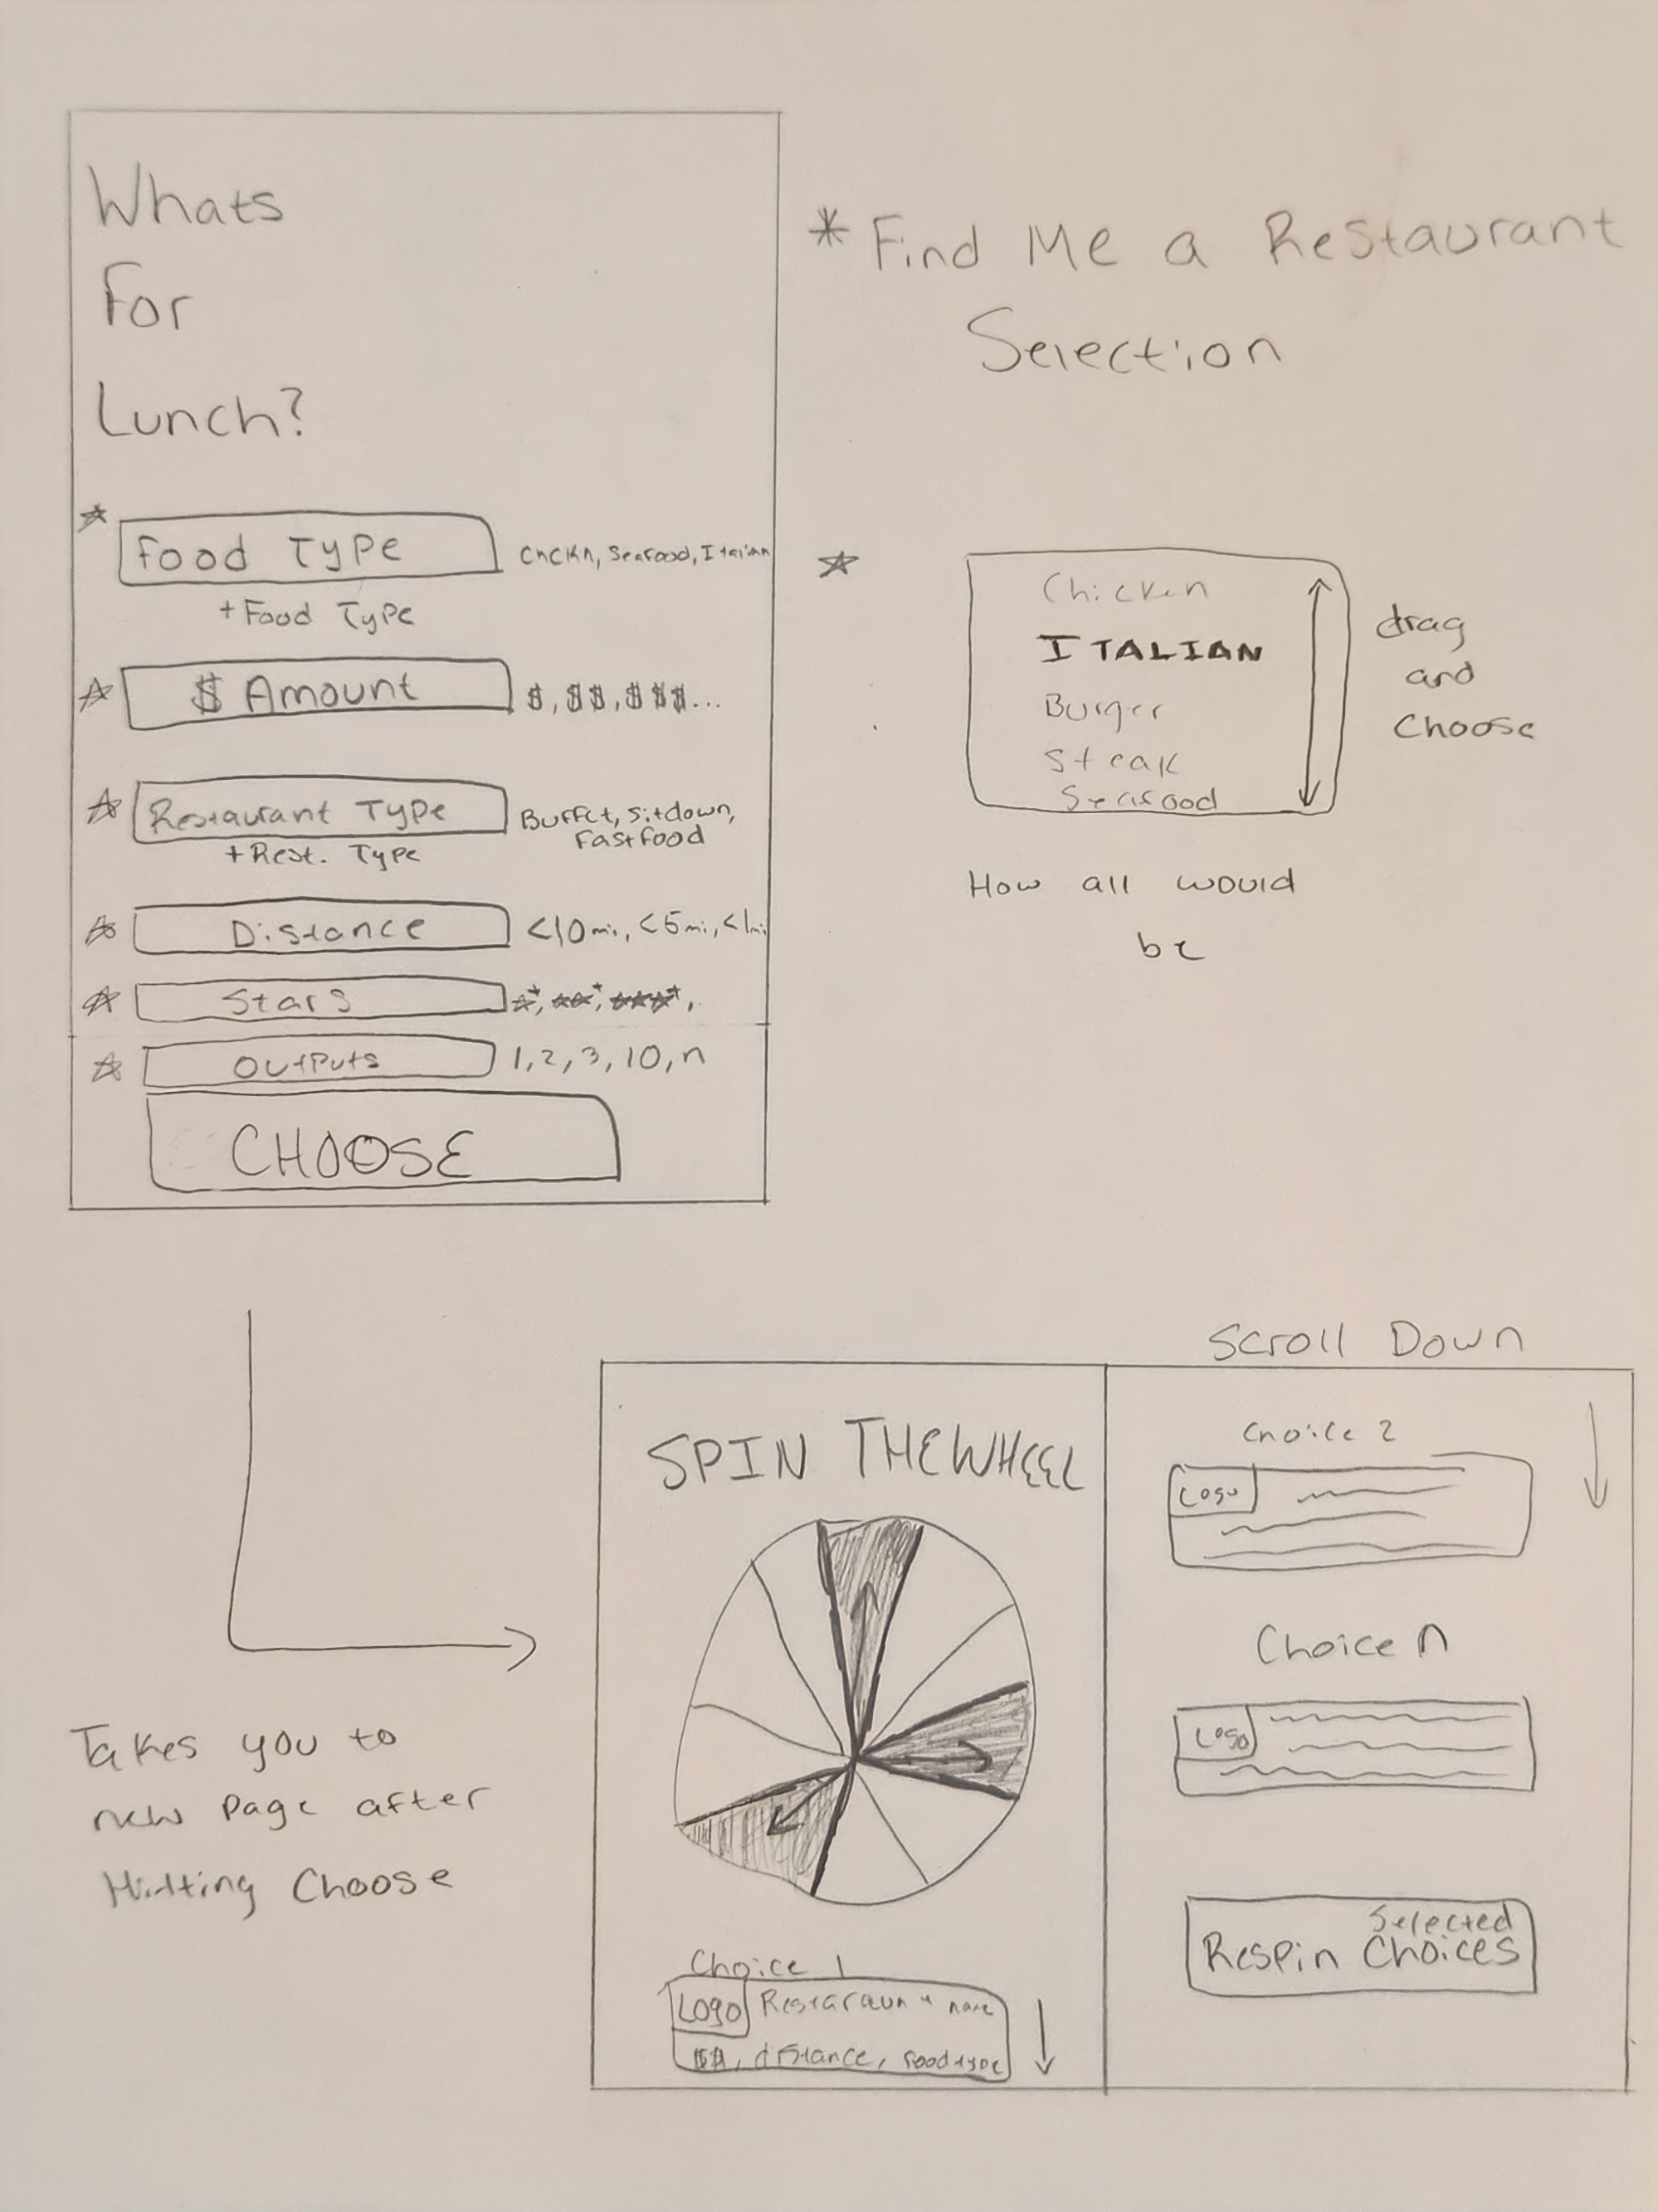 Whats
For
Lunch?
* Find Me a Restaurant
Selection
Food Type
Chckn, Seafood, Italian
+ Food Type
$ Amount
$, $$, $$$...
Restaurant Type
Buffet, Sitdown,
Fastfood
+ Rest. Type
Distance
<10mi, <5mi, <1mi
Stars
Outputs
1, 2, 3, 10, n
CHOOSE
Chicken
ITALIAN
Burger
Steak
Seafood
drag
and
Choose
How all would
be
Takes you to
new page after
Hitting Choose
SPIN THE WHEEL
Choice 1
Logo Restaraunt name
$$, distance, foodtype
Scroll Down
Choice 2
Logo
Choice n
Logo
Selected
Respin Choices